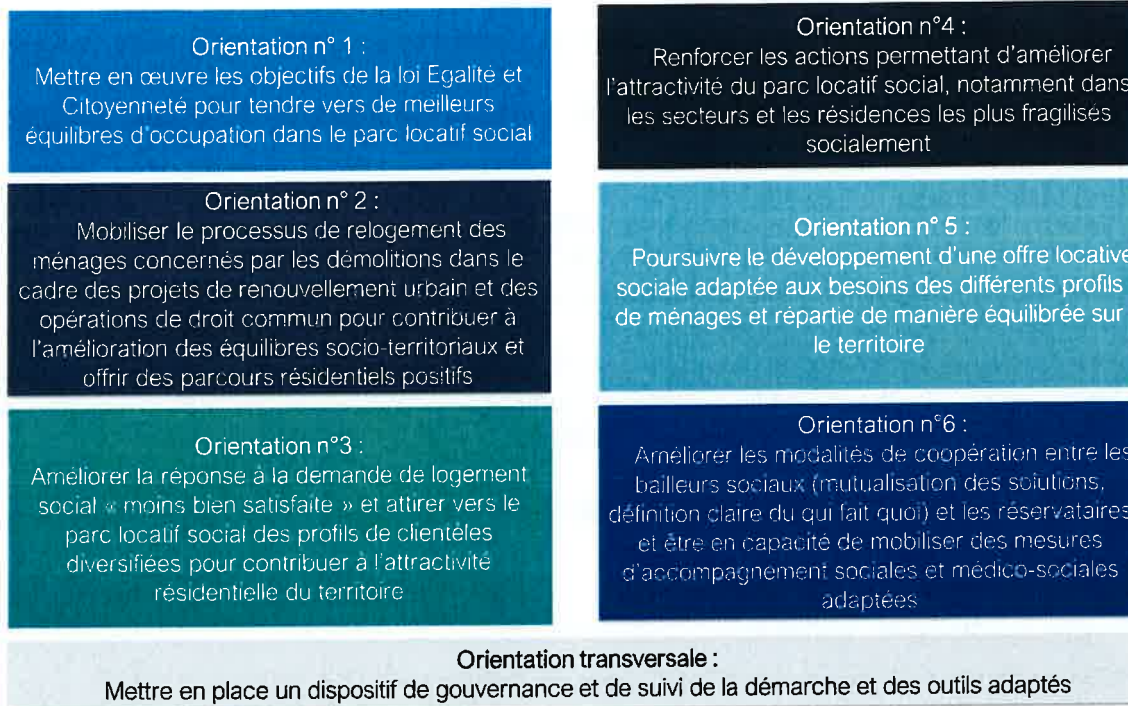 Orientation n° 1 :
Mettre en œuvre les objectifs de la loi Egalité et
Citoyenneté pour tendre vers de meilleurs
équilibres d'occupation dans le parc locatif social
Orientation n° 2 :
Mobiliser le processus de relogement des
ménages concernés par les démolitions dans le
cadre des projets de renouvellement urbain et des
opérations de droit commun pour contribuer à
l'amélioration des équilibres socio-territoriaux et
offrir des parcours résidentiels positifs
Orientation n°3 :
Améliorer la réponse à la demande de logement
social « moins bien satisfaite » et attirer vers le
parc locatif social des profils de clientèles
diversifiées pour contribuer à l'attractivité
résidentielle du territoire
Orientation n°4 :
Renforcer les actions permettant d'améliorer
l'attractivité du parc locatif social, notamment dans
les secteurs et les résidences les plus fragilisés
socialement
Orientation n° 5 :
Poursuivre le développement d'une offre locative
sociale adaptée aux besoins des différents profils
de ménages et répartie de manière équilibrée sur
le territoire
Orientation n°6 :
Améliorer les modalités de coopération entre les
bailleurs sociaux (mutualisation des solutions,
définition claire du qui fait quoi) et les réservataires
et être en capacité de mobiliser des mesures
d'accompagnement sociales et médico-sociales
adaptées
Orientation transversale :
Mettre en place un dispositif de gouvernance et de suivi de la démarche et des outils adaptés